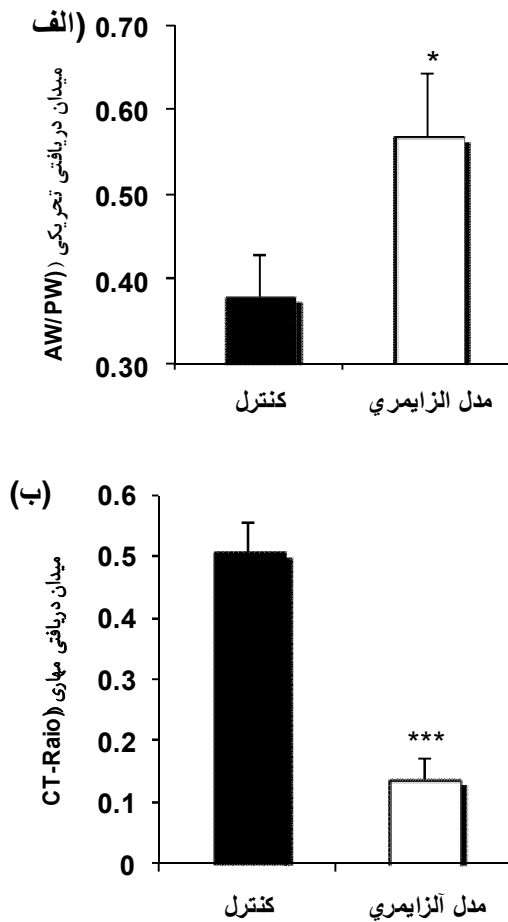 (الف
میدان دریافتی تحریکی ((AW/PW
0.70
0.60
0.50
0.40
0.30
*
کنترل
مدل الزایمري
(ب)
میدان دریافتی مهاری ((CT-Raio
0.6
0.5
0.4
0.3
0.2
0.1
0
***
کنترل
مدل آلزایمري